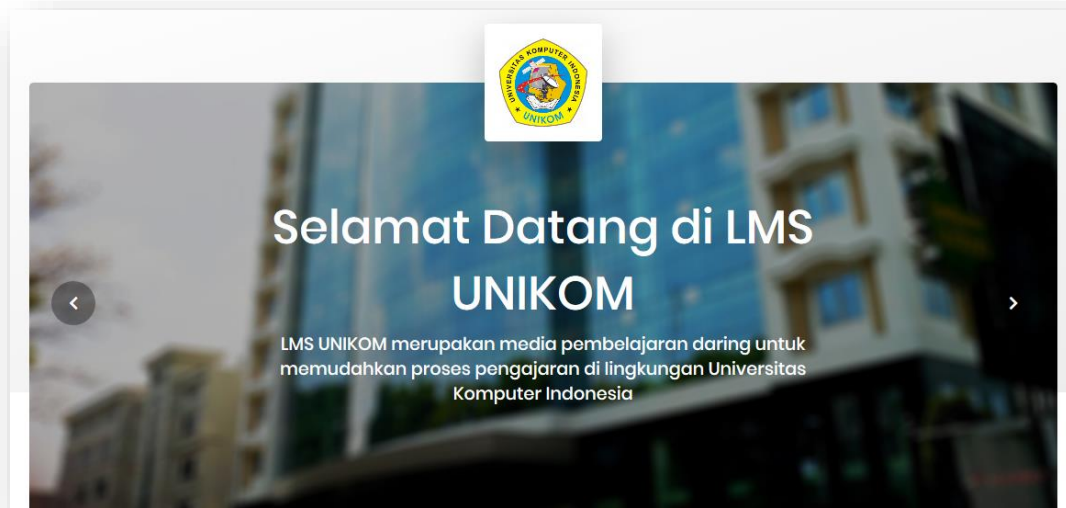 UNIVERSITAS KOMPUTER INDONESIA
UNIKOM
Selamat Datang di LMS
UNIKOM
LMS UNIKOM merupakan media pembelajaran daring untuk
memudahkan proses pengajaran di lingkungan Universitas
Komputer Indonesia